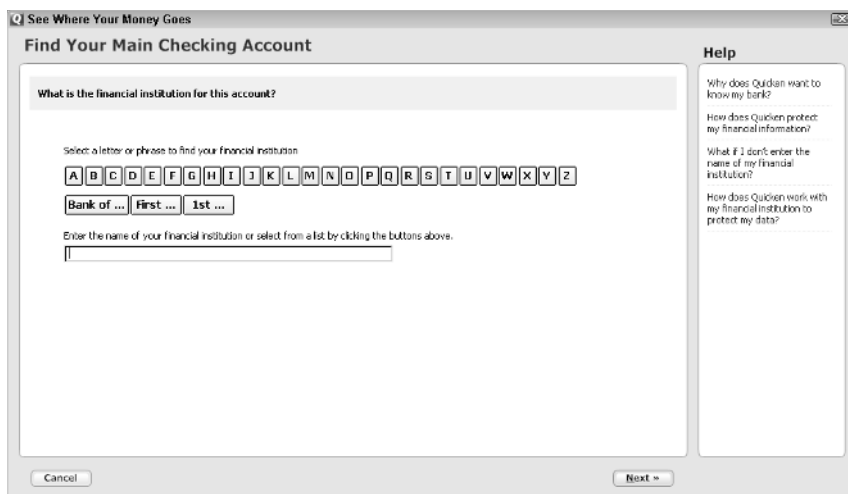 Q See Where Your Money Goes
Find Your Main Checking Account
What is the financial institution for this account?
Select a letter or phrase to find your financial institution
A B C D E F G H I J K L M N O P Q R S T U V W X Y Z
Bank of ... First ... 1st ...
Enter the name of your financial institution or select from a list by clicking the buttons above.
Cancel
Next »
Help
Why does Quicken want to
know my bank?
How does Quicken protect
my financial information?
What if I don't enter the
name of my financial
institution?
How does Quicken work with
my financial institution to
protect my data?